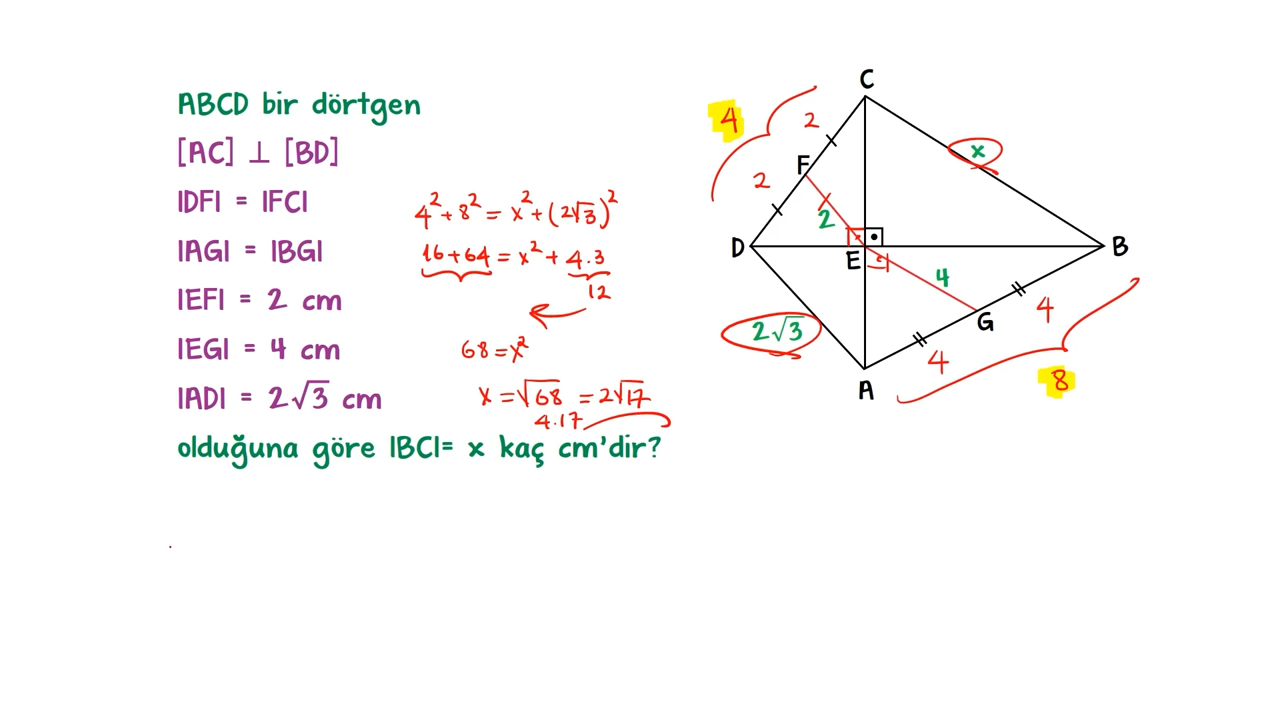 ABCD bir dörtgen
[AC] ⊥ [BD]
|DF| = |FC|
|AG| = |BG|
|EF| = 2 cm
|EG| = 4 cm
|AD| = 2√3 cm
olduğuna göre |BC|= x kaç cm'dir?
4² + 8² = x² + (2√3)²
16 + 64 = x² + 4.3
12
68 = x²
x = √68 = 2√17
4.17
C
4
2
x
F
2
2
D
B
E
4
G
4
2√3
4
8
A